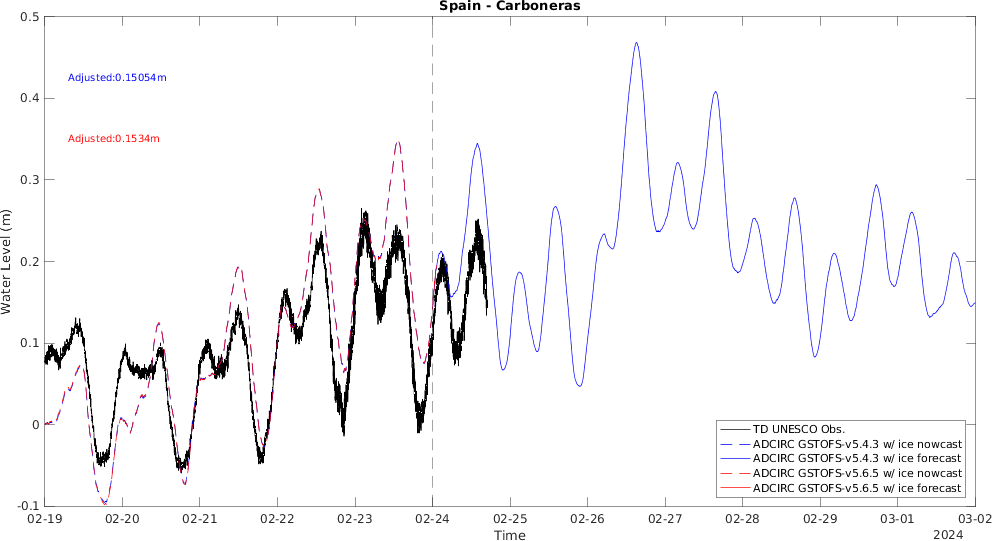 Spain - Carboneras
0.5
0.4
0.3
0.2
0.1
0
-0.1
Water Level (m)
Adjusted:0.15054m
Adjusted:0.1534m
TD UNESCO Obs.
ADCIRC GSTOFS-v5.4.3 w/ ice nowcast
ADCIRC GSTOFS-v5.4.3 w/ ice forecast
ADCIRC GSTOFS-v5.6.5 w/ ice nowcast
ADCIRC GSTOFS-v5.6.5 w/ ice forecast
02-19 02-20 02-21 02-22 02-23 02-24 02-25 02-26 02-27 02-28 02-29 03-01 03-02
Time
2024